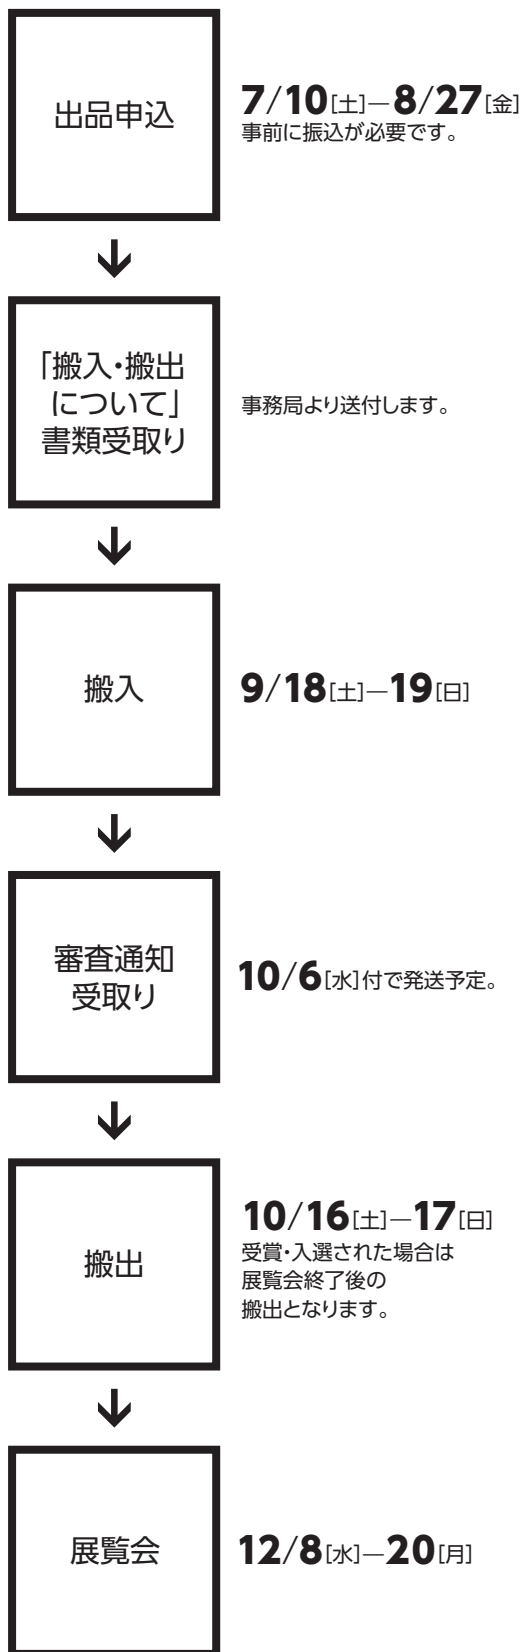 出品申込
7/10[土]—8/27[金]
事前に振込が必要です。
「搬入・搬出
について」
書類受取り
事務局より送付します。
搬入
9/18[土]—19[日]
審査通知
受取り
10/6[水]付で発送予定。
搬出
10/16[土]—17[日]
受賞・入選された場合は
展覧会終了後の
搬出となります。
展覧会
12/8[水]—20[月]